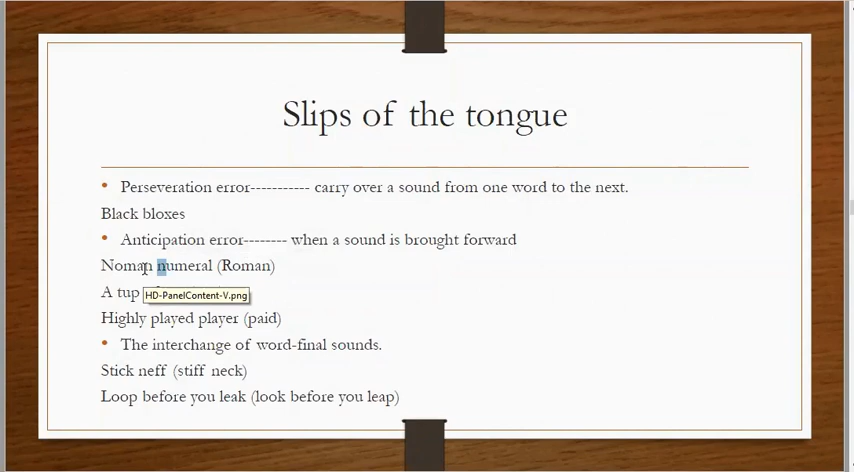 Slips of the tongue
• Perseveration error----------- carry over a sound from one word to the next.
Black bloxes
• Anticipation error-------- when a sound is brought forward
Noman numeral (Roman)
A tup
HD-PanelContent-V.png
Highly played player (paid)
• The interchange of word-final sounds.
Stick neff (stiff neck)
Loop before you leak (look before you leap)